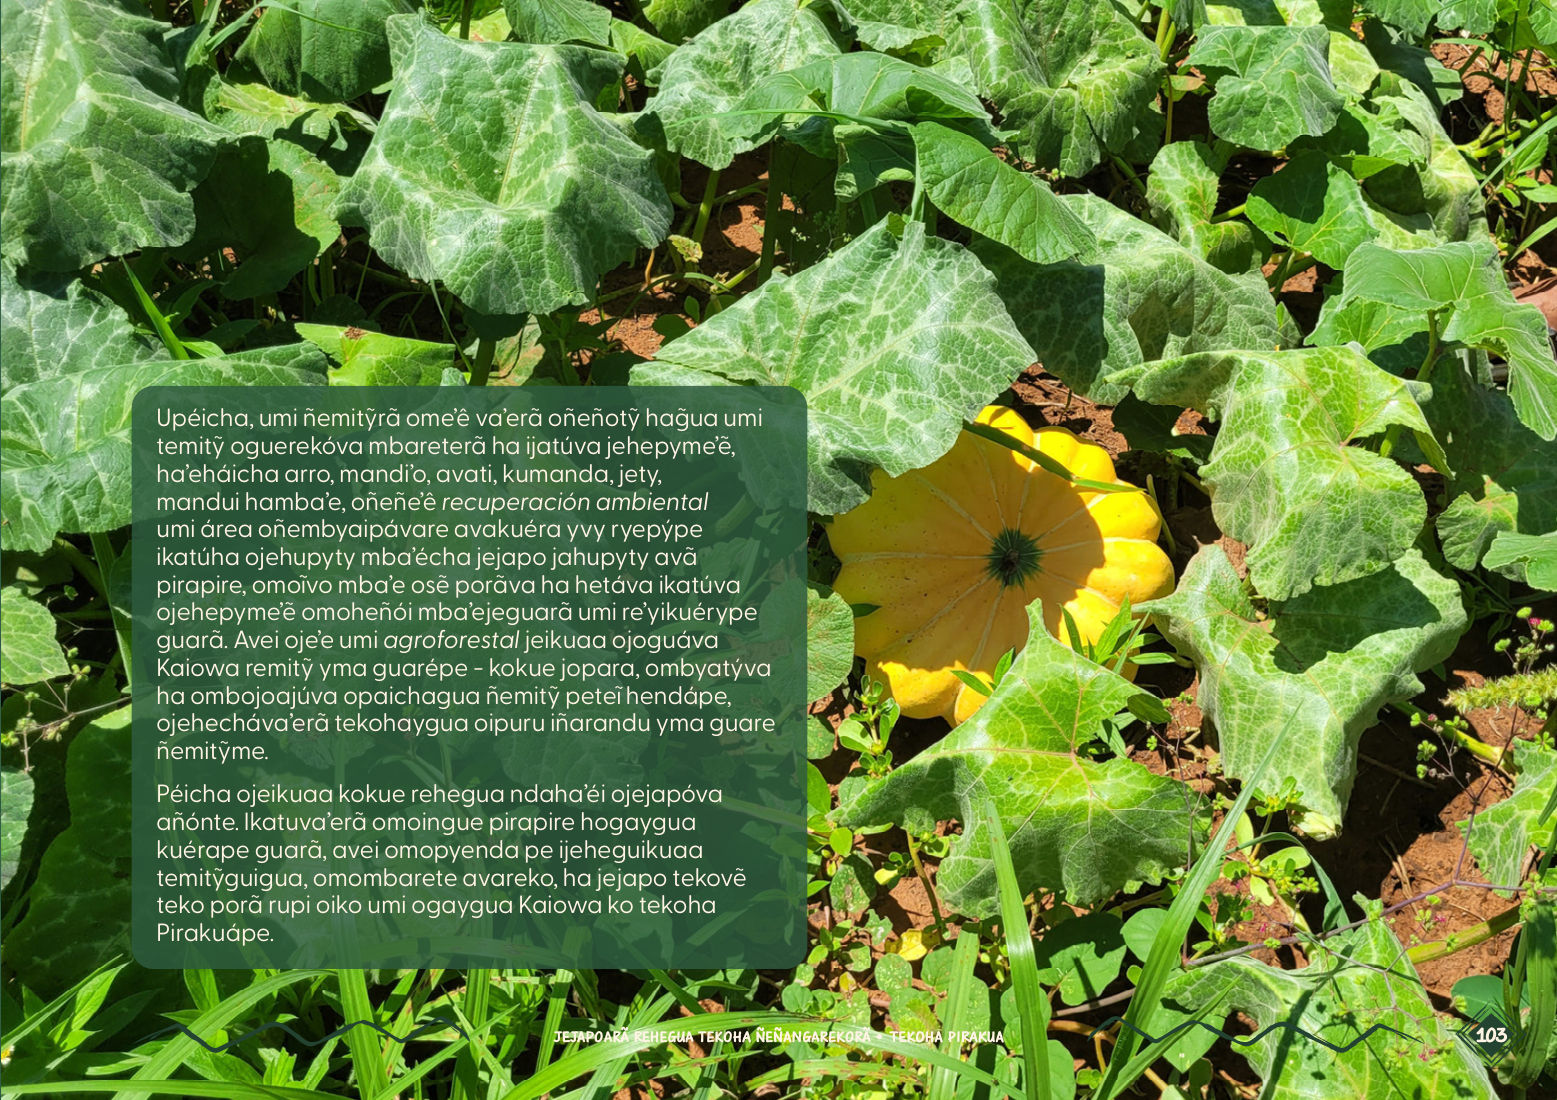 Upéicha, umi ñemitỹrã ome’ê va’erã oñeñotỹ hag̃ua umi
temitỹ oguerekóva mbareterã ha ijatúva jehepyme’ẽ,
ha’eháicha arro, mandi’o, avati, kumanda, jety,
mandui hamba’e, oñeñe’ê recuperación ambiental
umi área oñembyaipávare avakuéra yvy ryepýpe
ikatúha ojehupyty mba’écha jejapo jahupyty avã
pirapire, omoĩvo mba’e osẽ porãva ha hetáva ikatúva
ojehepyme’ẽ omoheñói mba’ejeguarã umi re’yikuérype
guarã. Avei oje’e umi agroforestal jeikuaa ojoguáva
Kaiowa remitỹ yma guarépe - kokue jopara, ombyatýva
ha ombojoajúva opaichagua ñemitỹ peteĩ hendápe,
ojehecháva’erã tekohaygua oipuru iñarandu yma guare
ñemitỹme.
Péicha ojeikuaa kokue rehegua ndaha’éi ojejapóva
añónte. Ikatuva’erã omoingue pirapire hogaygua
kuérape guarã, avei omopyenda pe ijeheguikuaa
temitỹguigua, omombarete avareko, ha jejapo tekovẽ
teko porã rupi oiko umi ogaygua Kaiowa ko tekoha
Pirakuápe.
JEJAPOARÃ REHEGUA TEKOHA ÑEÑANGAREKORÃ • TEKOHA PIRAKUA
103